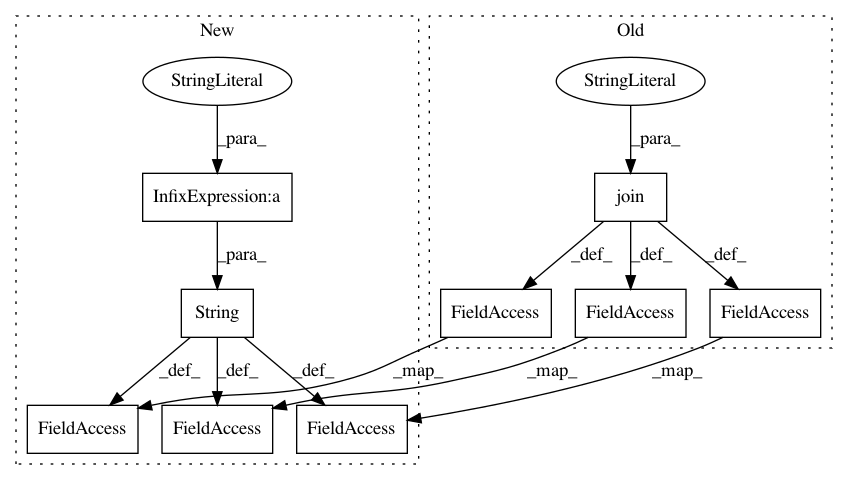 New
Old
StringLiteral
StringLiteral
_para_
_para_
InfixExpression:a
join
_para_
_def_
_def_
_def_
String
FieldAccess
FieldAccess
FieldAccess
_def_
_def_
_def_
_map_
_map_
_map_
FieldAccess
FieldAccess
FieldAccess